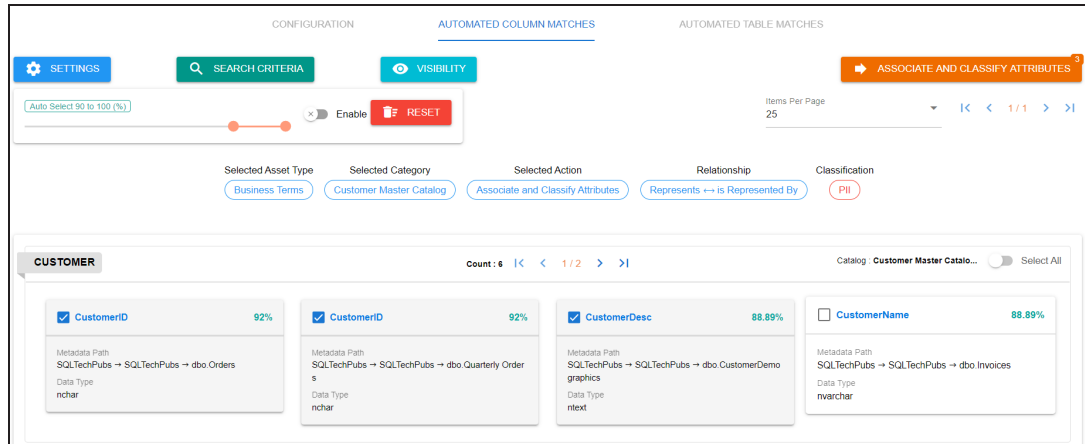 CONFIGURATION
AUTOMATED COLUMN MATCHES
AUTOMATED TABLE MATCHES
SETTINGS
SEARCH CRITERIA
VISIBILITY
ASSOCIATE AND CLASSIFY ATTRIBUTES
3
Auto Select 90 to 100 (%)
Enable
RESET
Items Per Page
25
1 / 1
Selected Asset Type
Business Terms
Selected Category
Customer Master Catalog
Selected Action
Associate and Classify Attributes
Relationship
Represents ↔ is Represented By
Classification
PII
CUSTOMER
Count : 6
1 / 2
Catalog : Customer Master Catalo...
Select All
CustomerID
92%
Metadata Path
SQLTechPubs → SQLTechPubs → dbo.Orders
Data Type
nchar
CustomerID
92%
Metadata Path
SQLTechPubs → SQLTechPubs → dbo.Quarterly Order
s
Data Type
nchar
CustomerDesc
88.89%
Metadata Path
SQLTechPubs → SQLTechPubs → dbo.CustomerDemo
graphics
Data Type
ntext
CustomerName
88.89%
Metadata Path
SQLTechPubs → SQLTechPubs → dbo.Invoices
Data Type
nvarchar